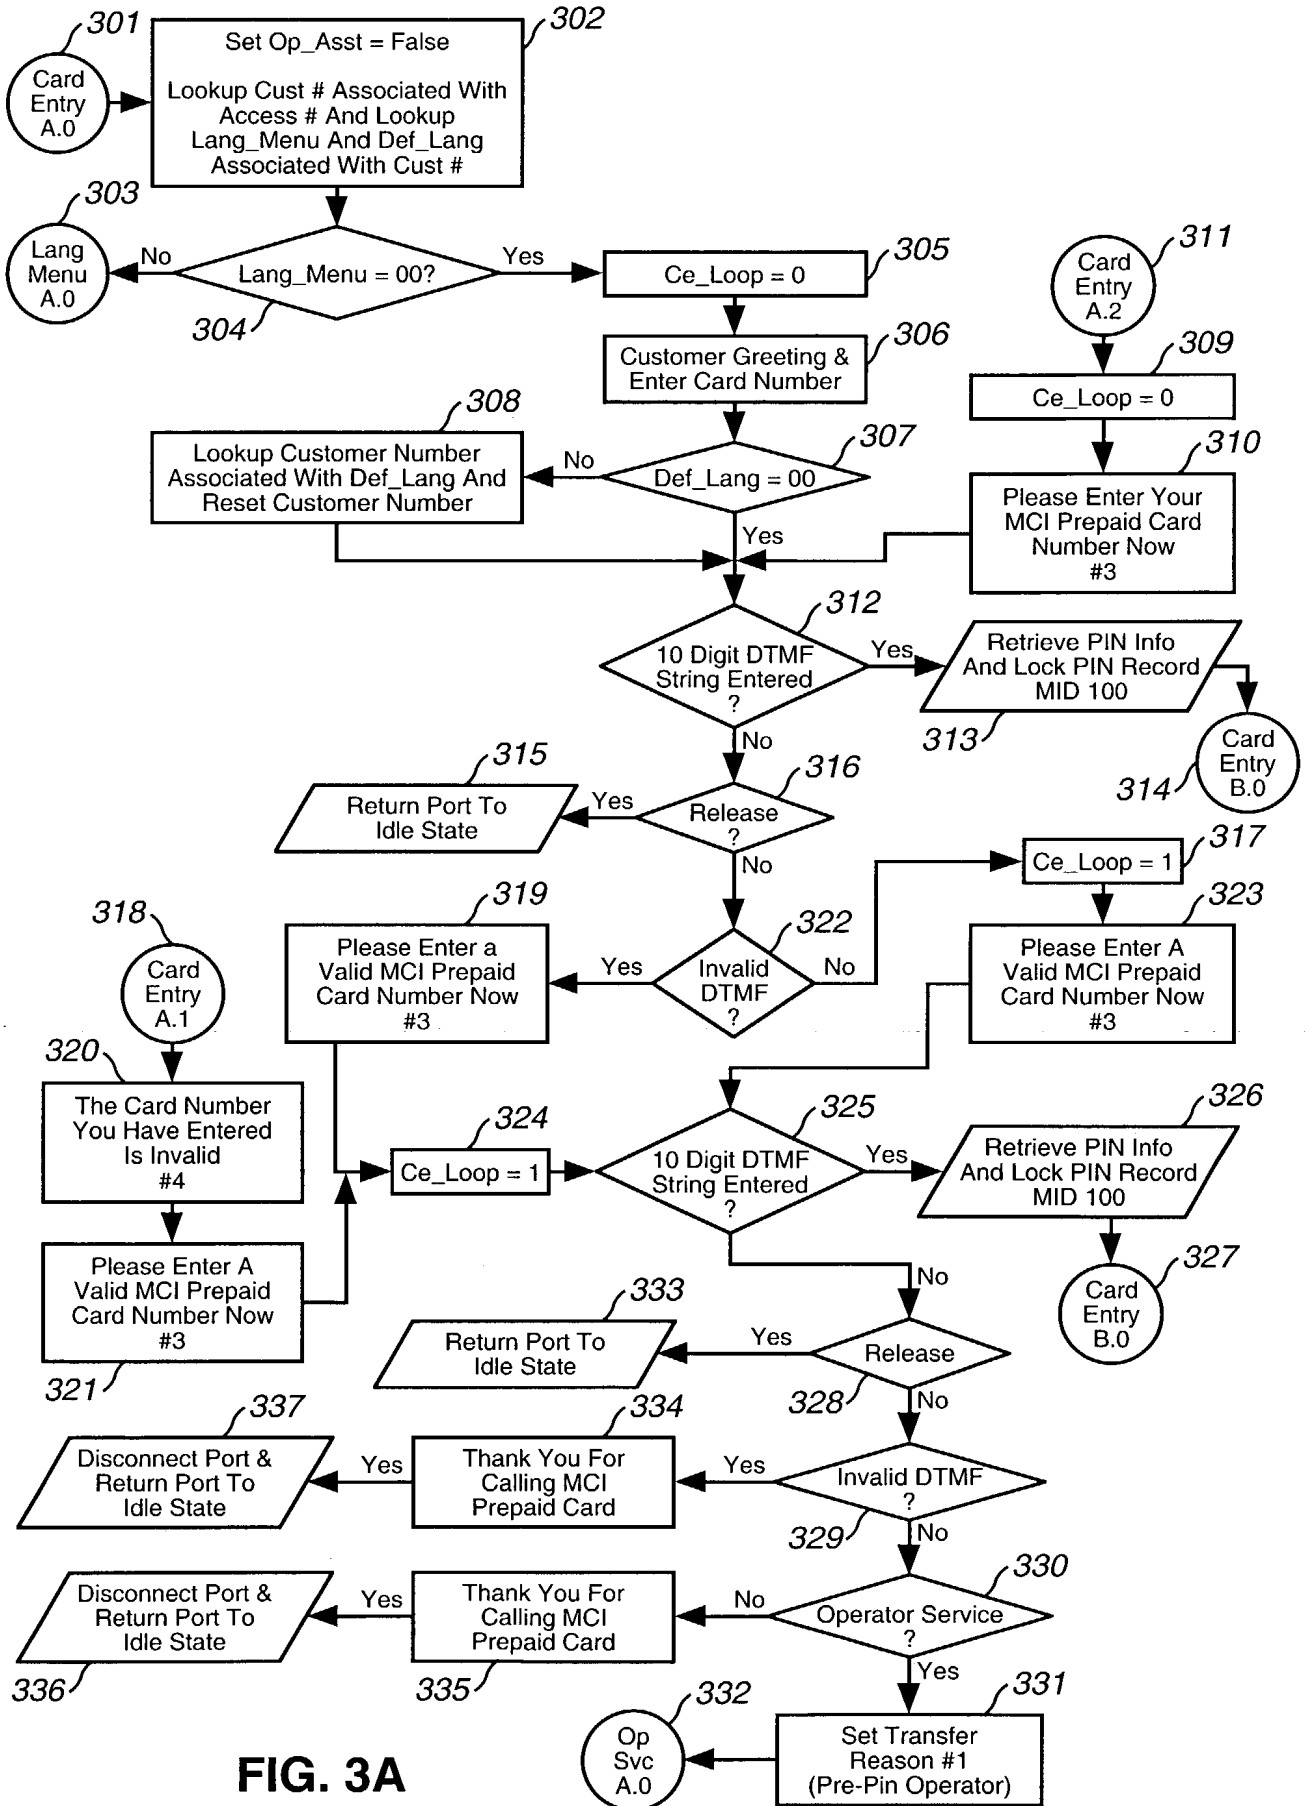 301
302
Card
Entry
A.0
Set Op_Asst = False
Lookup Cust # Associated With
Access # And Lookup
Lang_Menu And Def_Lang
Associated With Cust #
303
Lang
Menu
A.0
No
Lang_Menu = 00?
304
Yes
Ce_Loop = 0
305
Customer Greeting &
Enter Card Number
306
Card
Entry
A.2
311
Ce_Loop = 0
309
Please Enter Your
MCI Prepaid Card
Number Now
#3
310
308
Lookup Customer Number
Associated With Def_Lang And
Reset Customer Number
No
Def_Lang = 00
307
Yes
10 Digit DTMF
String Entered
?
312
Yes
Retrieve PIN Info
And Lock PIN Record
MID 100
313
Card
Entry
B.0
314
No
315
Return Port To
Idle State
Yes
Release
?
316
No
Ce_Loop = 1
317
318
Card
Entry
A.1
319
Please Enter a
Valid MCI Prepaid
Card Number Now
#3
Yes
Invalid
DTMF
?
322
No
323
Please Enter A
Valid MCI Prepaid
Card Number Now
#3
320
The Card Number
You Have Entered
Is Invalid
#4
Please Enter A
Valid MCI Prepaid
Card Number Now
#3
321
324
Ce_Loop = 1
10 Digit DTMF
String Entered
?
325
Yes
326
Retrieve PIN Info
And Lock PIN Record
MID 100
Card
Entry
B.0
327
No
333
Return Port To
Idle State
Yes
Release
328
No
337
Disconnect Port &
Return Port To
Idle State
Yes
334
Thank You For
Calling MCI
Prepaid Card
Yes
Invalid DTMF
?
329
No
Disconnect Port &
Return Port To
Idle State
336
Yes
Thank You For
Calling MCI
Prepaid Card
335
No
Operator Service
?
330
Yes
331
Set Transfer
Reason #1
(Pre-Pin Operator)
332
Op
Svc
A.0
FIG. 3A